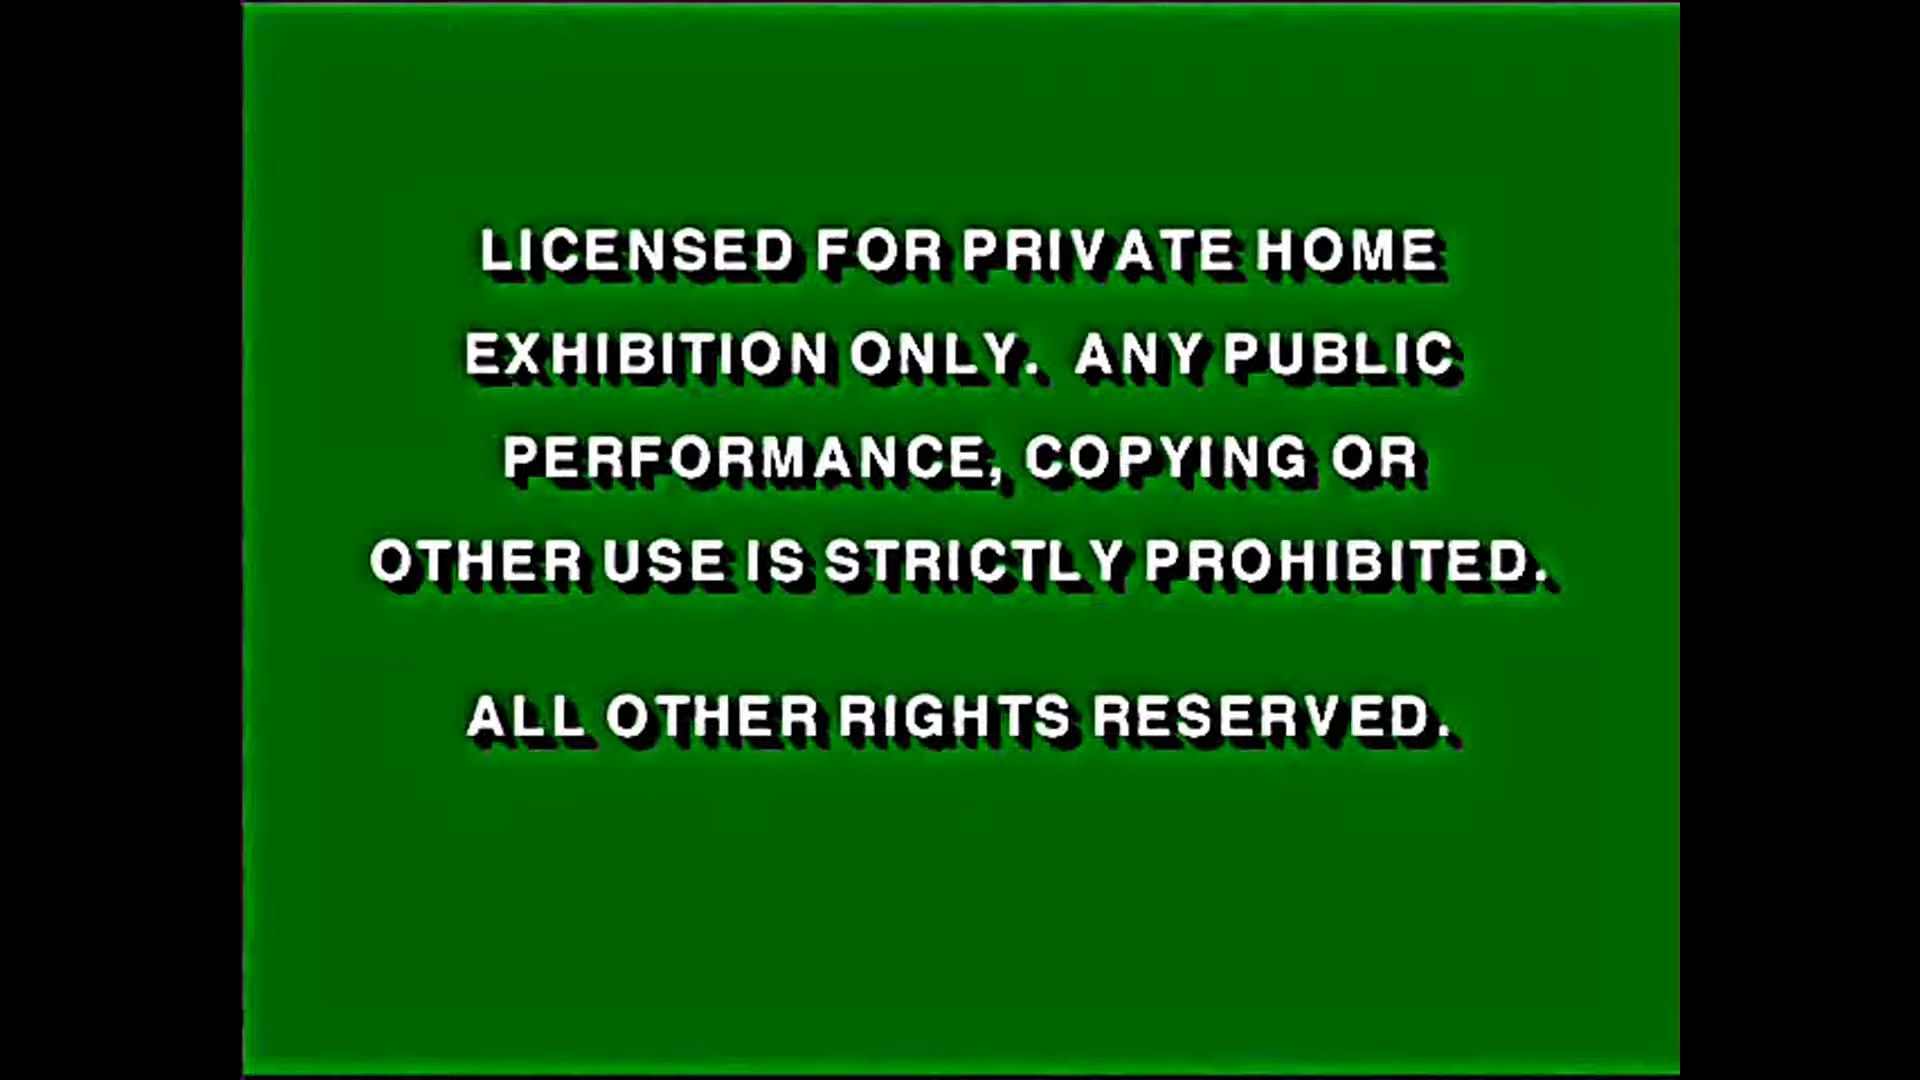 LICENSED FOR PRIVATE HOME
EXHIBITION ONLY.  ANY PUBLIC
PERFORMANCE, COPYING OR
OTHER USE IS STRICTLY PROHIBITED.
ALL OTHER RIGHTS RESERVED.